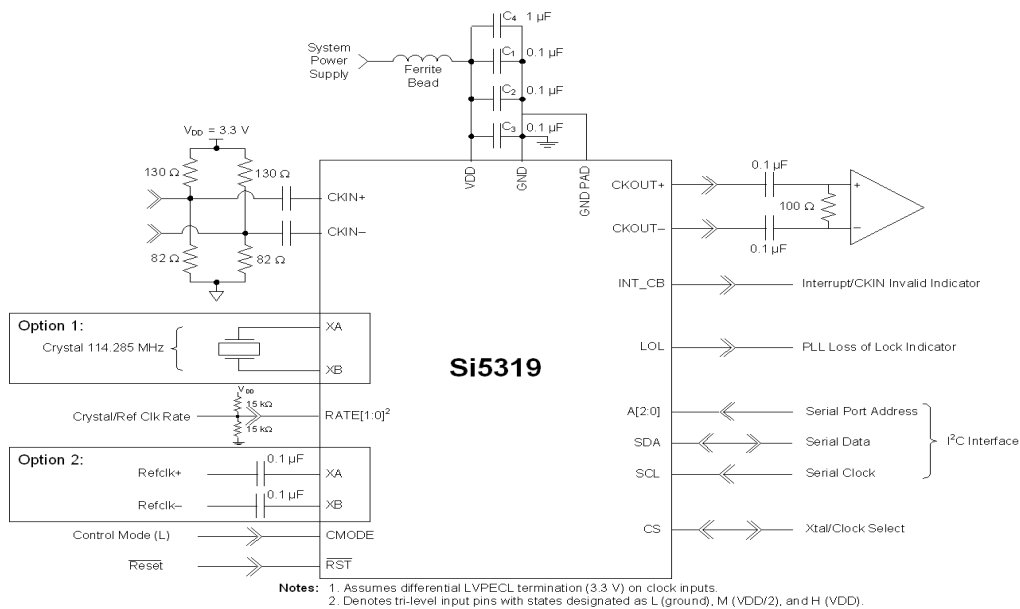 C4 1 µF
System
Power
Supply
Ferrite
Bead
C1 0.1 µF
C2 0.1 µF
C3 0.1 µF
VDD = 3.3 V
130 Ω
130 Ω
82 Ω
82 Ω
VDD
GND
GND PAD
CKIN+
CKIN–
CKOUT+
CKOUT–
0.1 µF
100 Ω
0.1 µF
+
–
INT_CB
Interrupt/CKIN Invalid Indicator
Option 1:
Crystal 114.285 MHz
XA
XB
Si5319
LOL
PLL Loss of Lock Indicator
VDD
15 kΩ
15 kΩ
Crystal/Ref Clk Rate
RATE[1:0]2
A[2:0]
Serial Port Address
SDA
Serial Data
SCL
Serial Clock
I2C Interface
Option 2:
Refclk+
0.1 µF
XA
Refclk–
0.1 µF
XB
CS
Xtal/Clock Select
Control Mode (L)
CMODE
Reset
RST
Notes: 1. Assumes differential LVPECL termination (3.3 V) on clock inputs.
2. Denotes tri-level input pins with states designated as L (ground), M (VDD/2), and H (VDD).